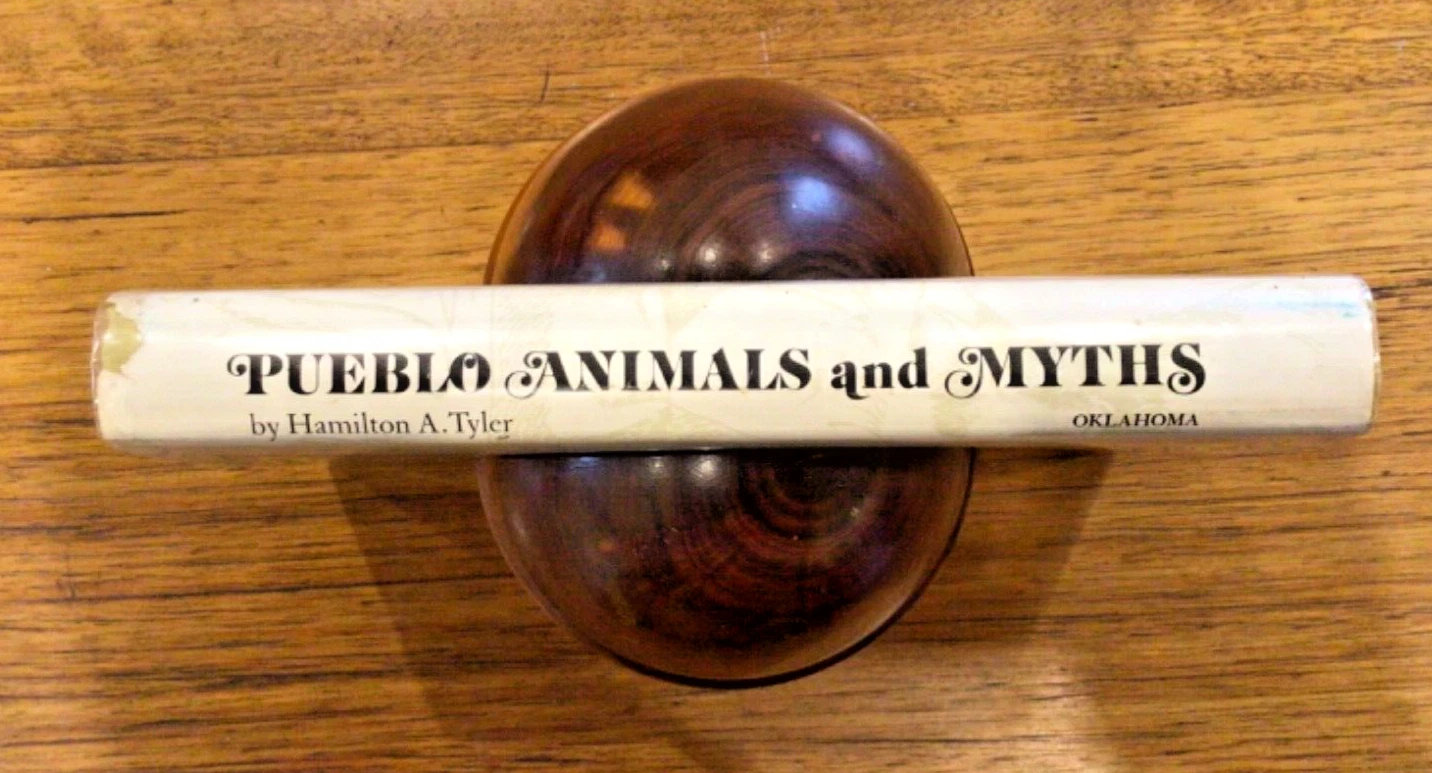 PUEBLO ANIMALS and MYTHS
by Hamilton A. Tyler
OKLAHOMA